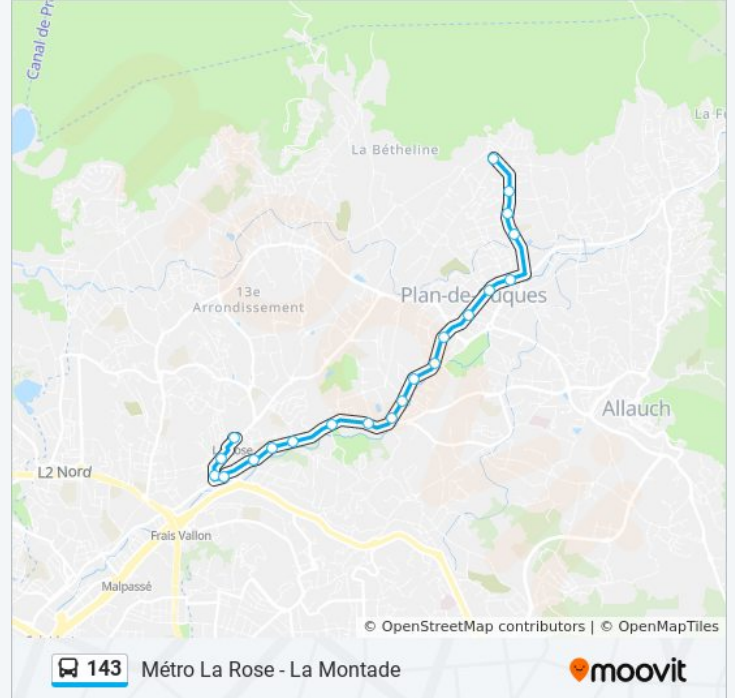 Canal de Pr
La Fo
La Bétheline
13e
Arrondissement
Plan-de-Cuques
Allauch
La Rose
L2 Nord
Frais Vallon
Malpassé
© OpenStreetMap contributors | © OpenMapTiles
143 Métro La Rose - La Montade
moovit